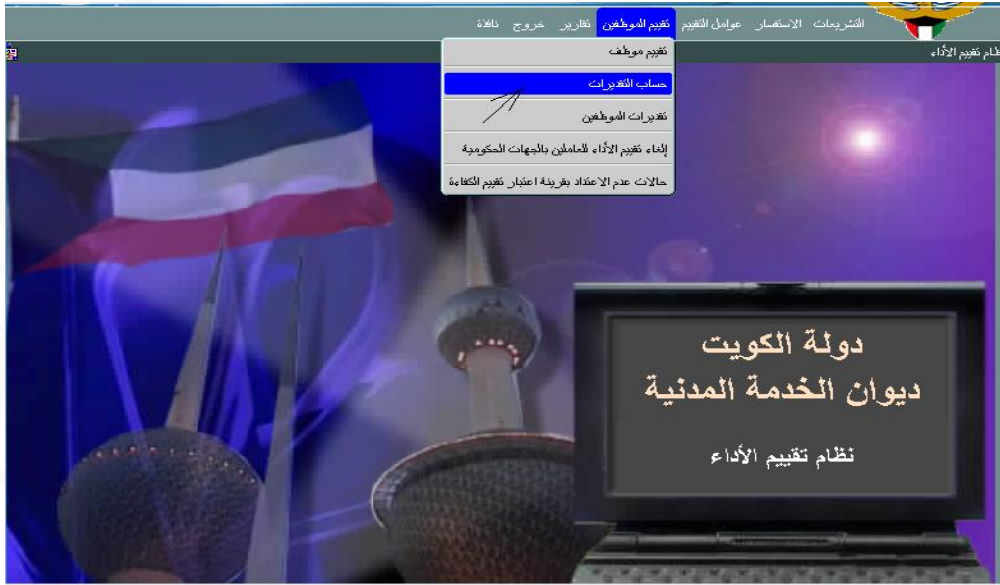 التشريعات الاستفسار عوامل التقييم تقييم الموظفين تقارير خروج نافذة
نظام تقييم الأداء
تقييم موظف
حساب التقديرات
تقديرات الموظفين
إلغاء تقييم الأداء للعاملين بالجهات الحكومية
حالات عدم الاعتداد بقرينة اعتبار تقييم الكفاءة
دولة الكويت
ديوان الخدمة المدنية
نظام تقييم الأداء